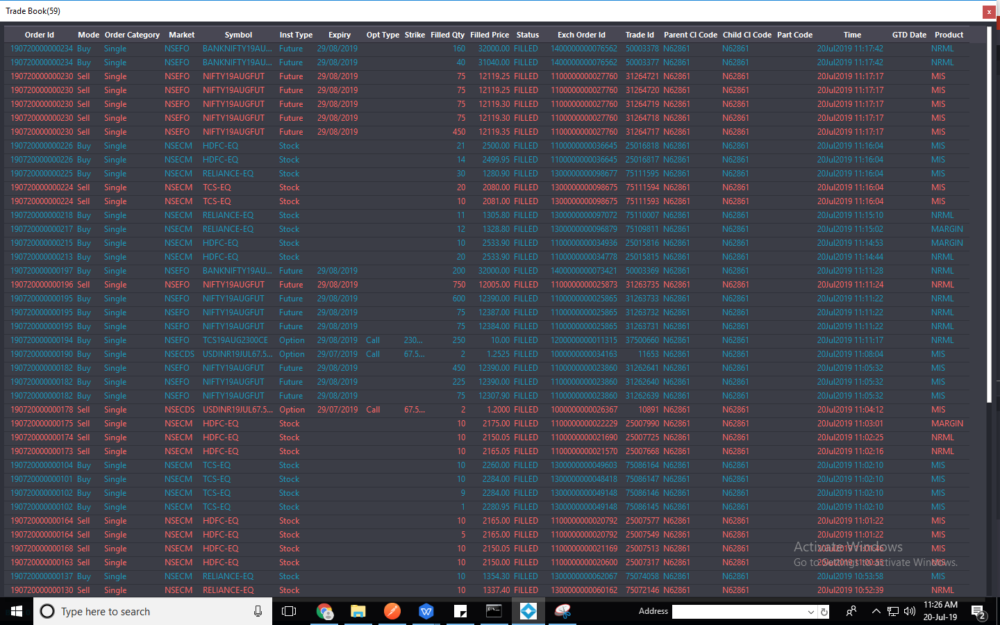 Trade Book(59)
x
Order Id Mode Order Category Market Symbol Inst Type Expiry Opt Type Strike Filled Qty Filled Price Status Exch Order Id Trade Id Parent Cl Code Child Cl Code Part Code Time GTD Date Product
190720000000234 Buy Single NSEFO BANKNIFTY19AU... Future 29/08/2019 160 32000.00 FILLED 1400000000076562 50003378 N62861 N62861 20Jul2019 11:17:42 NRML
190720000000234 Buy Single NSEFO BANKNIFTY19AU... Future 29/08/2019 40 31040.00 FILLED 1400000000076562 50003377 N62861 N62861 20Jul2019 11:17:42 NRML
190720000000230 Sell Single NSEFO NIFTY19AUGFUT Future 29/08/2019 75 12119.25 FILLED 1100000000027760 31264721 N62861 N62861 20Jul2019 11:17:17 MIS
190720000000230 Sell Single NSEFO NIFTY19AUGFUT Future 29/08/2019 75 12119.25 FILLED 1100000000027760 31264720 N62861 N62861 20Jul2019 11:17:17 MIS
190720000000230 Sell Single NSEFO NIFTY19AUGFUT Future 29/08/2019 75 12119.30 FILLED 1100000000027760 31264719 N62861 N62861 20Jul2019 11:17:17 MIS
190720000000230 Sell Single NSEFO NIFTY19AUGFUT Future 29/08/2019 75 12119.30 FILLED 1100000000027760 31264718 N62861 N62861 20Jul2019 11:17:17 MIS
190720000000230 Sell Single NSEFO NIFTY19AUGFUT Future 29/08/2019 450 12119.35 FILLED 1100000000027760 31264717 N62861 N62861 20Jul2019 11:17:17 MIS
190720000000226 Buy Single NSECM HDFC-EQ Stock 21 2500.00 FILLED 1100000000036645 25016818 N62861 N62861 20Jul2019 11:16:04 MIS
190720000000226 Buy Single NSECM HDFC-EQ Stock 14 2499.95 FILLED 1100000000036645 25016817 N62861 N62861 20Jul2019 11:16:04 MIS
190720000000225 Buy Single NSECM RELIANCE-EQ Stock 30 1280.90 FILLED 1300000000098677 75111595 N62861 N62861 20Jul2019 11:16:04 MIS
190720000000224 Sell Single NSECM TCS-EQ Stock 20 2080.00 FILLED 1300000000098675 75111594 N62861 N62861 20Jul2019 11:16:04 MIS
190720000000224 Sell Single NSECM TCS-EQ Stock 10 2081.00 FILLED 1300000000098675 75111593 N62861 N62861 20Jul2019 11:16:04 MIS
190720000000218 Buy Single NSECM RELIANCE-EQ Stock 11 1305.80 FILLED 1300000000097072 75110007 N62861 N62861 20Jul2019 11:15:10 NRML
190720000000217 Buy Single NSECM RELIANCE-EQ Stock 12 1328.80 FILLED 1300000000096879 75109811 N62861 N62861 20Jul2019 11:15:02 MARGIN
190720000000215 Buy Single NSECM HDFC-EQ Stock 10 2533.90 FILLED 1100000000034936 25015816 N62861 N62861 20Jul2019 11:14:53 MARGIN
190720000000213 Buy Single NSECM HDFC-EQ Stock 20 2533.90 FILLED 1100000000034778 25015815 N62861 N62861 20Jul2019 11:14:44 NRML
190720000000197 Buy Single NSEFO BANKNIFTY19AU... Future 29/08/2019 200 32000.00 FILLED 1400000000073421 50003369 N62861 N62861 20Jul2019 11:11:28 NRML
190720000000196 Sell Single NSEFO NIFTY19AUGFUT Future 29/08/2019 750 12005.00 FILLED 1100000000025873 31263735 N62861 N62861 20Jul2019 11:11:24 NRML
190720000000195 Buy Single NSEFO NIFTY19AUGFUT Future 29/08/2019 600 12390.00 FILLED 1100000000025865 31263733 N62861 N62861 20Jul2019 11:11:22 NRML
190720000000195 Buy Single NSEFO NIFTY19AUGFUT Future 29/08/2019 75 12387.00 FILLED 1100000000025865 31263732 N62861 N62861 20Jul2019 11:11:22 NRML
190720000000195 Buy Single NSEFO NIFTY19AUGFUT Future 29/08/2019 75 12384.00 FILLED 1100000000025865 31263731 N62861 N62861 20Jul2019 11:11:22 NRML
190720000000194 Buy Single NSEFO TCS19AUG2300CE Option 29/08/2019 Call 230... 250 10.00 FILLED 1200000000011315 37500660 N62861 N62861 20Jul2019 11:11:17 NRML
190720000000190 Buy Single NSECDS USDINR19JUL67.5... Option 29/07/2019 Call 67.5... 2 1.2525 FILLED 1000000000034163 11653 N62861 N62861 20Jul2019 11:08:04 MIS
190720000000182 Buy Single NSEFO NIFTY19AUGFUT Future 29/08/2019 450 12390.00 FILLED 1100000000023860 31262641 N62861 N62861 20Jul2019 11:05:32 MIS
190720000000182 Buy Single NSEFO NIFTY19AUGFUT Future 29/08/2019 225 12390.00 FILLED 1100000000023860 31262640 N62861 N62861 20Jul2019 11:05:32 MIS
190720000000182 Buy Single NSEFO NIFTY19AUGFUT Future 29/08/2019 75 12307.90 FILLED 1100000000023860 31262639 N62861 N62861 20Jul2019 11:05:32 MIS
190720000000178 Sell Single NSECDS USDINR19JUL67.5... Option 29/07/2019 Call 67.5... 2 1.2000 FILLED 1000000000026367 10891 N62861 N62861 20Jul2019 11:04:12 MIS
190720000000175 Sell Single NSECM HDFC-EQ Stock 10 2175.00 FILLED 1100000000022229 25007990 N62861 N62861 20Jul2019 11:03:01 MARGIN
190720000000174 Sell Single NSECM HDFC-EQ Stock 10 2150.05 FILLED 1100000000021690 25007725 N62861 N62861 20Jul2019 11:02:25 NRML
190720000000173 Sell Single NSECM HDFC-EQ Stock 10 2165.05 FILLED 1100000000021570 25007668 N62861 N62861 20Jul2019 11:02:16 NRML
190720000000104 Buy Single NSECM TCS-EQ Stock 10 2260.00 FILLED 1300000000049603 75086164 N62861 N62861 20Jul2019 11:02:10 MIS
190720000000101 Buy Single NSECM TCS-EQ Stock 10 2284.00 FILLED 1300000000048418 75086147 N62861 N62861 20Jul2019 11:02:10 MIS
190720000000102 Buy Single NSECM TCS-EQ Stock 9 2284.00 FILLED 1300000000049148 75086146 N62861 N62861 20Jul2019 11:02:10 MIS
190720000000102 Buy Single NSECM TCS-EQ Stock 1 2280.95 FILLED 1300000000049148 75086145 N62861 N62861 20Jul2019 11:02:10 MIS
190720000000164 Sell Single NSECM HDFC-EQ Stock 10 2165.00 FILLED 1100000000020792 25007577 N62861 N62861 20Jul2019 11:01:22 MIS
190720000000164 Sell Single NSECM HDFC-EQ Stock 5 2165.00 FILLED 1100000000020792 25007549 N62861 N62861 20Jul2019 11:01:22 MIS
190720000000168 Sell Single NSECM HDFC-EQ Stock 10 2150.05 FILLED 1100000000021169 25007513 N62861 N62861 MIS
Activate Windows
190720000000163 Sell Single NSECM HDFC-EQ Stock 10 2150.00 FILLED 1100000000020600 25007317 N62861 N62861 20Jul2019 11:00:55 MIS
Go to Settings to activate Windows.
190720000000137 Buy Single NSECM RELIANCE-EQ Stock 10 1354.30 FILLED 1300000000062067 75074058 N62861 N62861 20Jul2019 10:53:58 MIS
190720000000130 Sell Single NSECM RELIANCE-EQ Stock 10 1337.40 FILLED 1300000000060162 75072146 N62861 N62861 20Jul2019 10:52:39 NRML
Type here to search
Address
11:26 AM
20-Jul-19
2